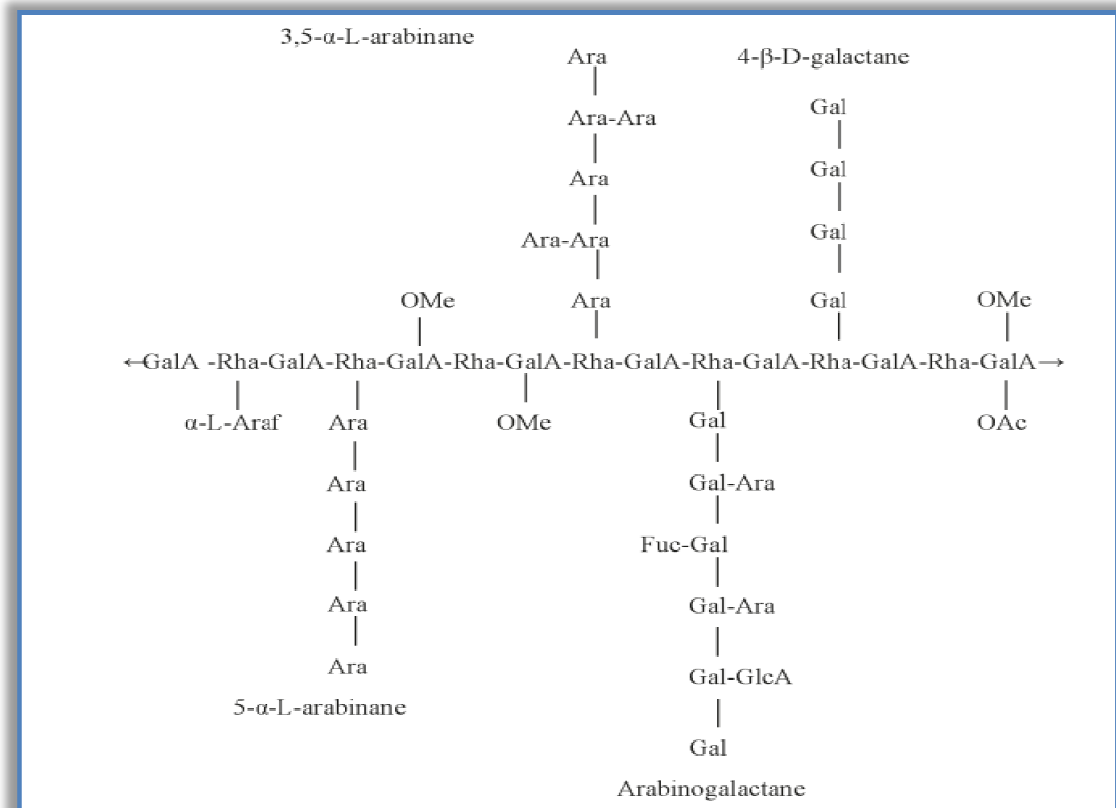 3,5-α-L-arabinane
Ara 4-β-D-galactane
Gal
Ara-Ara
Ara Gal
Ara-Ara Gal
OMe Ara Gal OMe
←GalA -Rha-GalA-Rha-GalA-Rha-GalA-Rha-GalA-Rha-GalA-Rha-GalA-Rha-GalA→
α-L-Araf Ara OMe Gal OAc
Ara Gal-Ara
Ara Fuc-Gal
Ara Gal-Ara
Ara Gal-GlcA
5-α-L-arabinane
Gal
Arabinogalactane